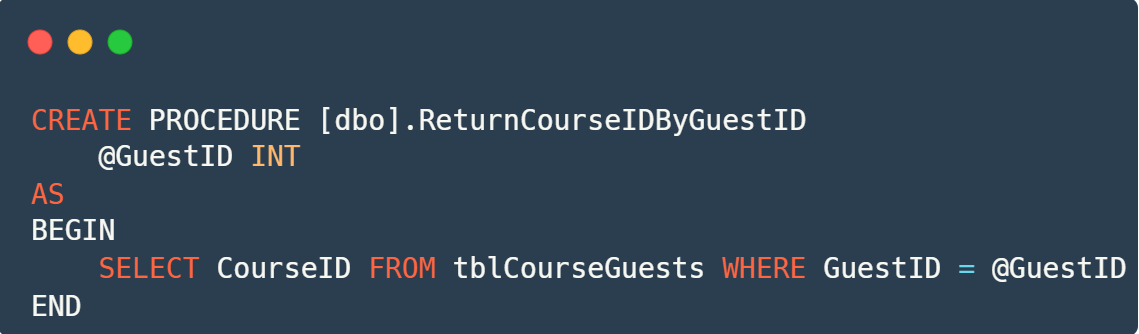 CREATE PROCEDURE [dbo].ReturnCourseIDByGuestID
    @GuestID INT
AS
BEGIN
    SELECT CourseID FROM tblCourseGuests WHERE GuestID = @GuestID
END